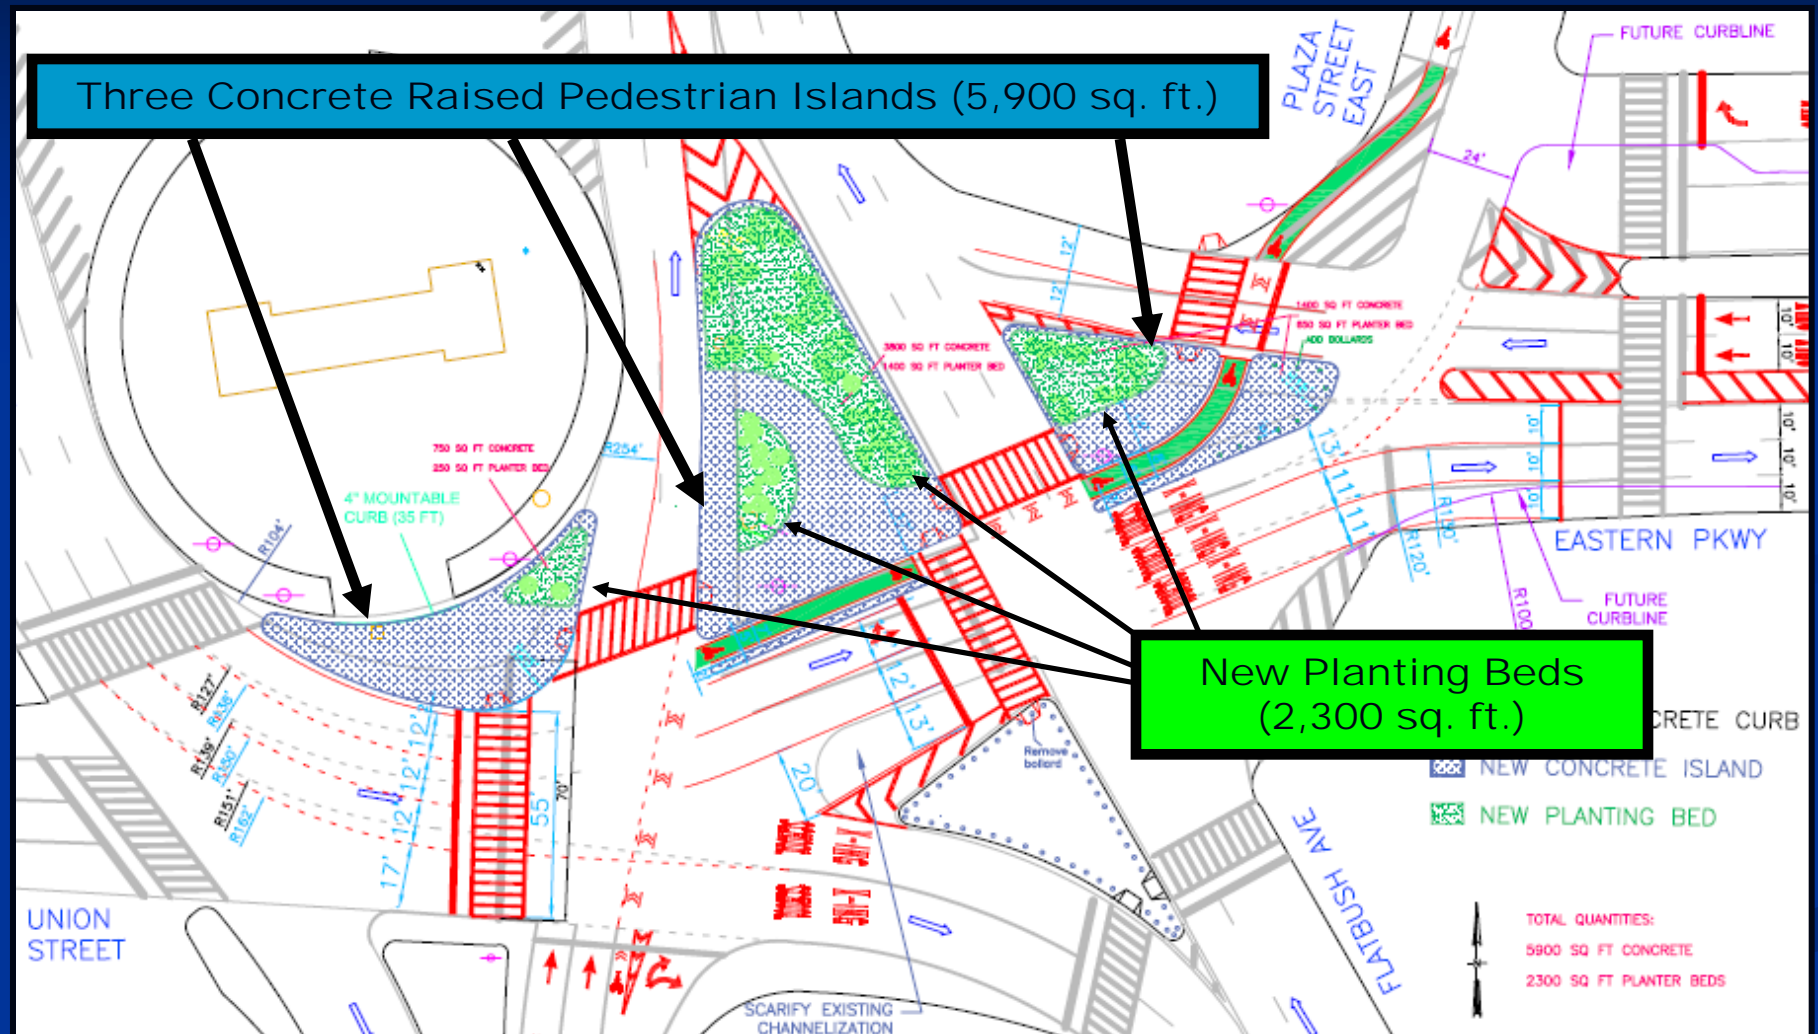 Three Concrete Raised Pedestrian Islands (5,900 sq. ft.)
PLAZA
STREET
EAST
FUTURE CURBLINE
24'
12'
12'
1400 SQ FT CONCRETE
650 SQ FT PLANTER BED
ADD BOLLARDS
3800 SQ FT CONCRETE
1400 SQ FT PLANTER BED
10'
10'
750 SQ FT CONCRETE
250 SQ FT PLANTER BED
R254'
4" MOUNTABLE
CURB (35 FT)
R104'
13'
11'
11'
10'
10'
10'
10'
10'
10'
R120'
EASTERN PKWY
R100
FUTURE
CURBLINE
New Planting Beds
(2,300 sq. ft.)
R127'
R138'
R139'
R150'
R151'
R162'
12'
12'
12'
17'
55'
70'
12'
13'
20'
Remove
bollard
X-ING
X-ING
CRETE CURB
NEW CONCRETE ISLAND
NEW PLANTING BED
UNION
STREET
FLATBUSH AVE
SCARIFY EXISTING
CHANNELIZATION
TOTAL QUANTITIES:
5900 SQ FT CONCRETE
2300 SQ FT PLANTER BEDS